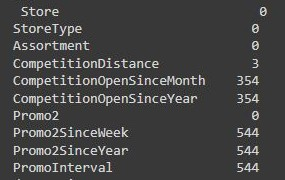 Store 0
StoreType 0
Assortment 0
CompetitionDistance 3
CompetitionOpenSinceMonth 354
CompetitionOpenSinceYear 354
Promo2 0
Promo2SinceWeek 544
Promo2SinceYear 544
PromoInterval 544